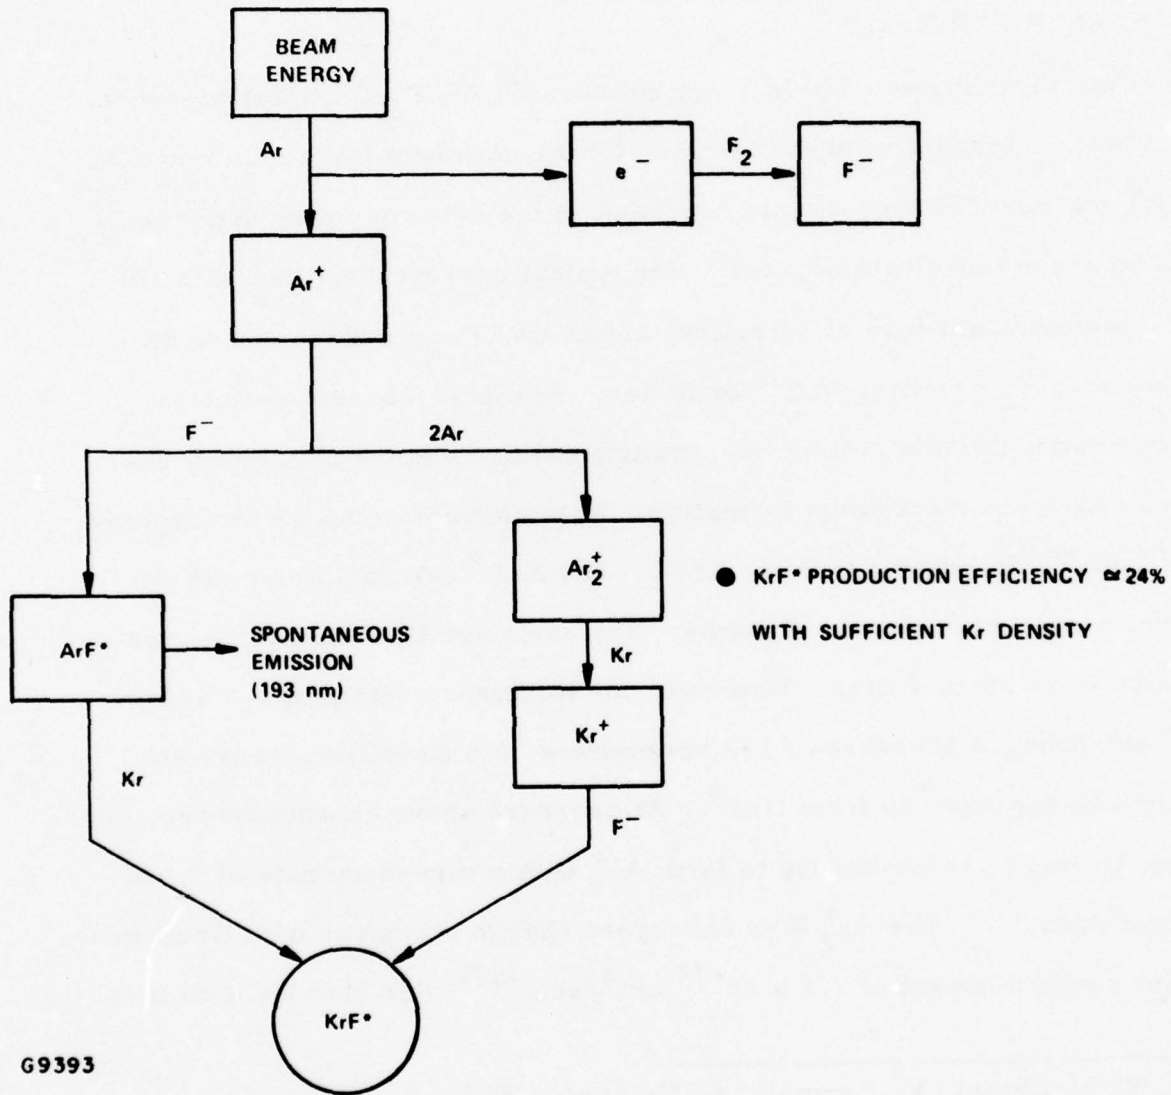 BEAM
ENERGY
Ar
e⁻
F₂
F⁻
Ar⁺
F⁻
2Ar
Ar₂⁺
● KrF* PRODUCTION EFFICIENCY ≃ 24%
WITH SUFFICIENT Kr DENSITY
ArF*
SPONTANEOUS
EMISSION
(193 nm)
Kr
Kr⁺
Kr
F⁻
KrF*
G9393